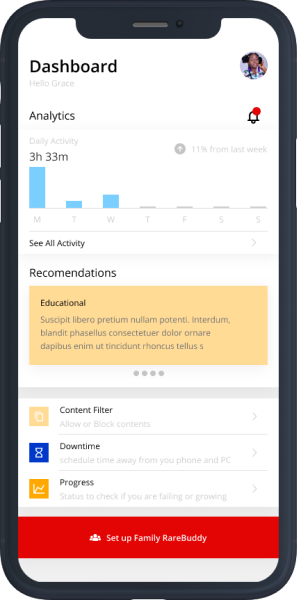 Dashboard
Hello Grace
Analytics
Daily Activity
3h 33m
11% from last week
M T W T F S S
See All Activity
Recomendations
Educational
Suscipit libero pretium nullam potenti. Interdum,
blandit phasellus consectetuer dolor ornare
dapibus enim ut tincidunt rhoncus tellus s
Content Filter
Allow or Block contents
Downtime
schedule time away from you phone and PC
Progress
Status to check if you are failing or growing
Set up Family RareBuddy